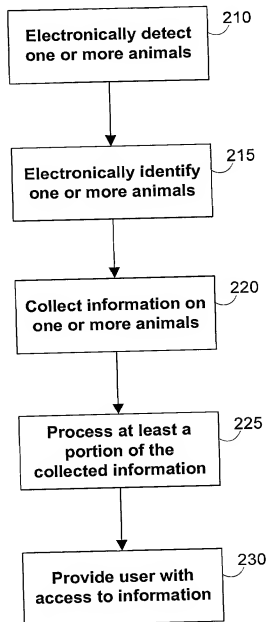 210
Electronically detect
one or more animals
215
Electronically identify
one or more animals
220
Collect information on
one or more animals
225
Process at least a
portion of the
collected information
230
Provide user with
access to information